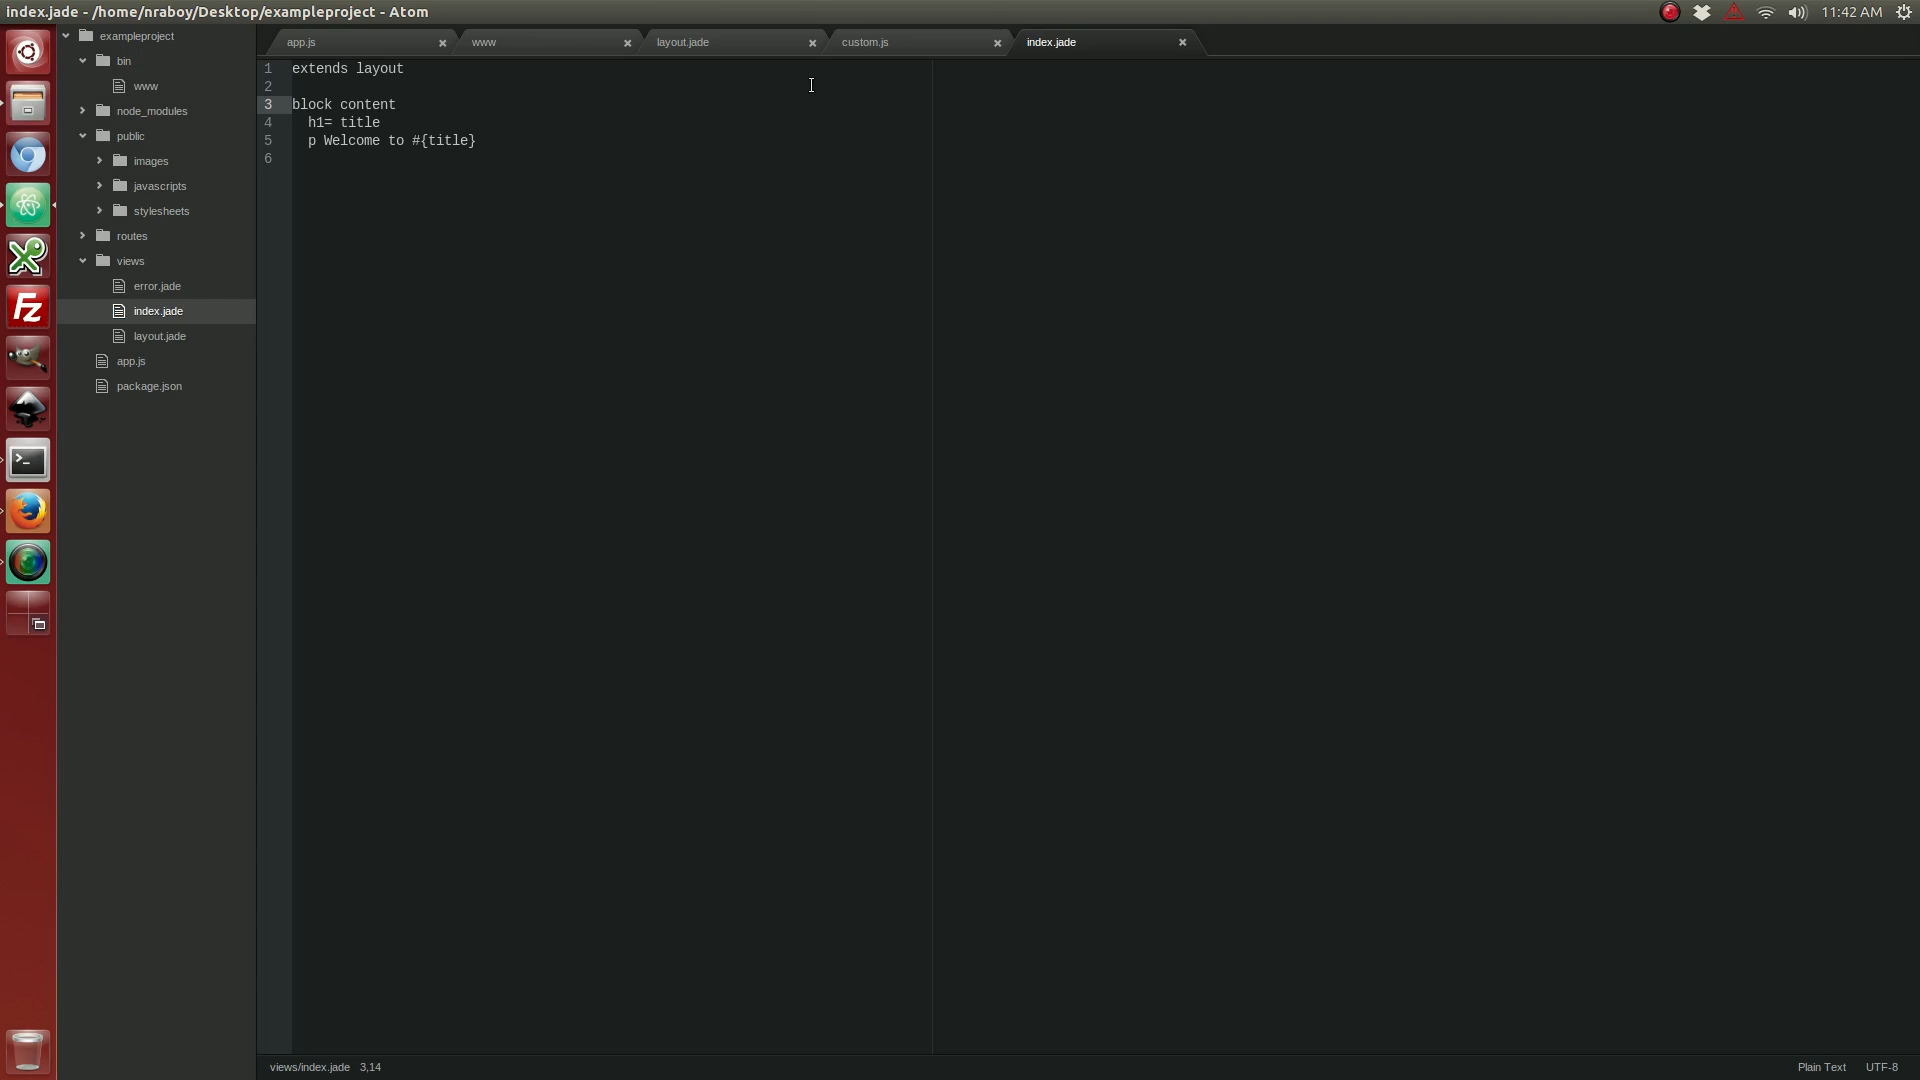 index.jade - /home/nraboy/Desktop/exampleproject - Atom
11:42 AM
exampleproject
bin
www
node_modules
public
images
javascripts
stylesheets
routes
views
error.jade
index.jade
layout.jade
app.js
package.json
app.js
www
layout.jade
custom.js
index.jade
1 extends layout
2
3 block content
4 h1= title
5 p Welcome to #{title}
6
Fz
>_
views/index.jade 3,14
Plain Text UTF-8